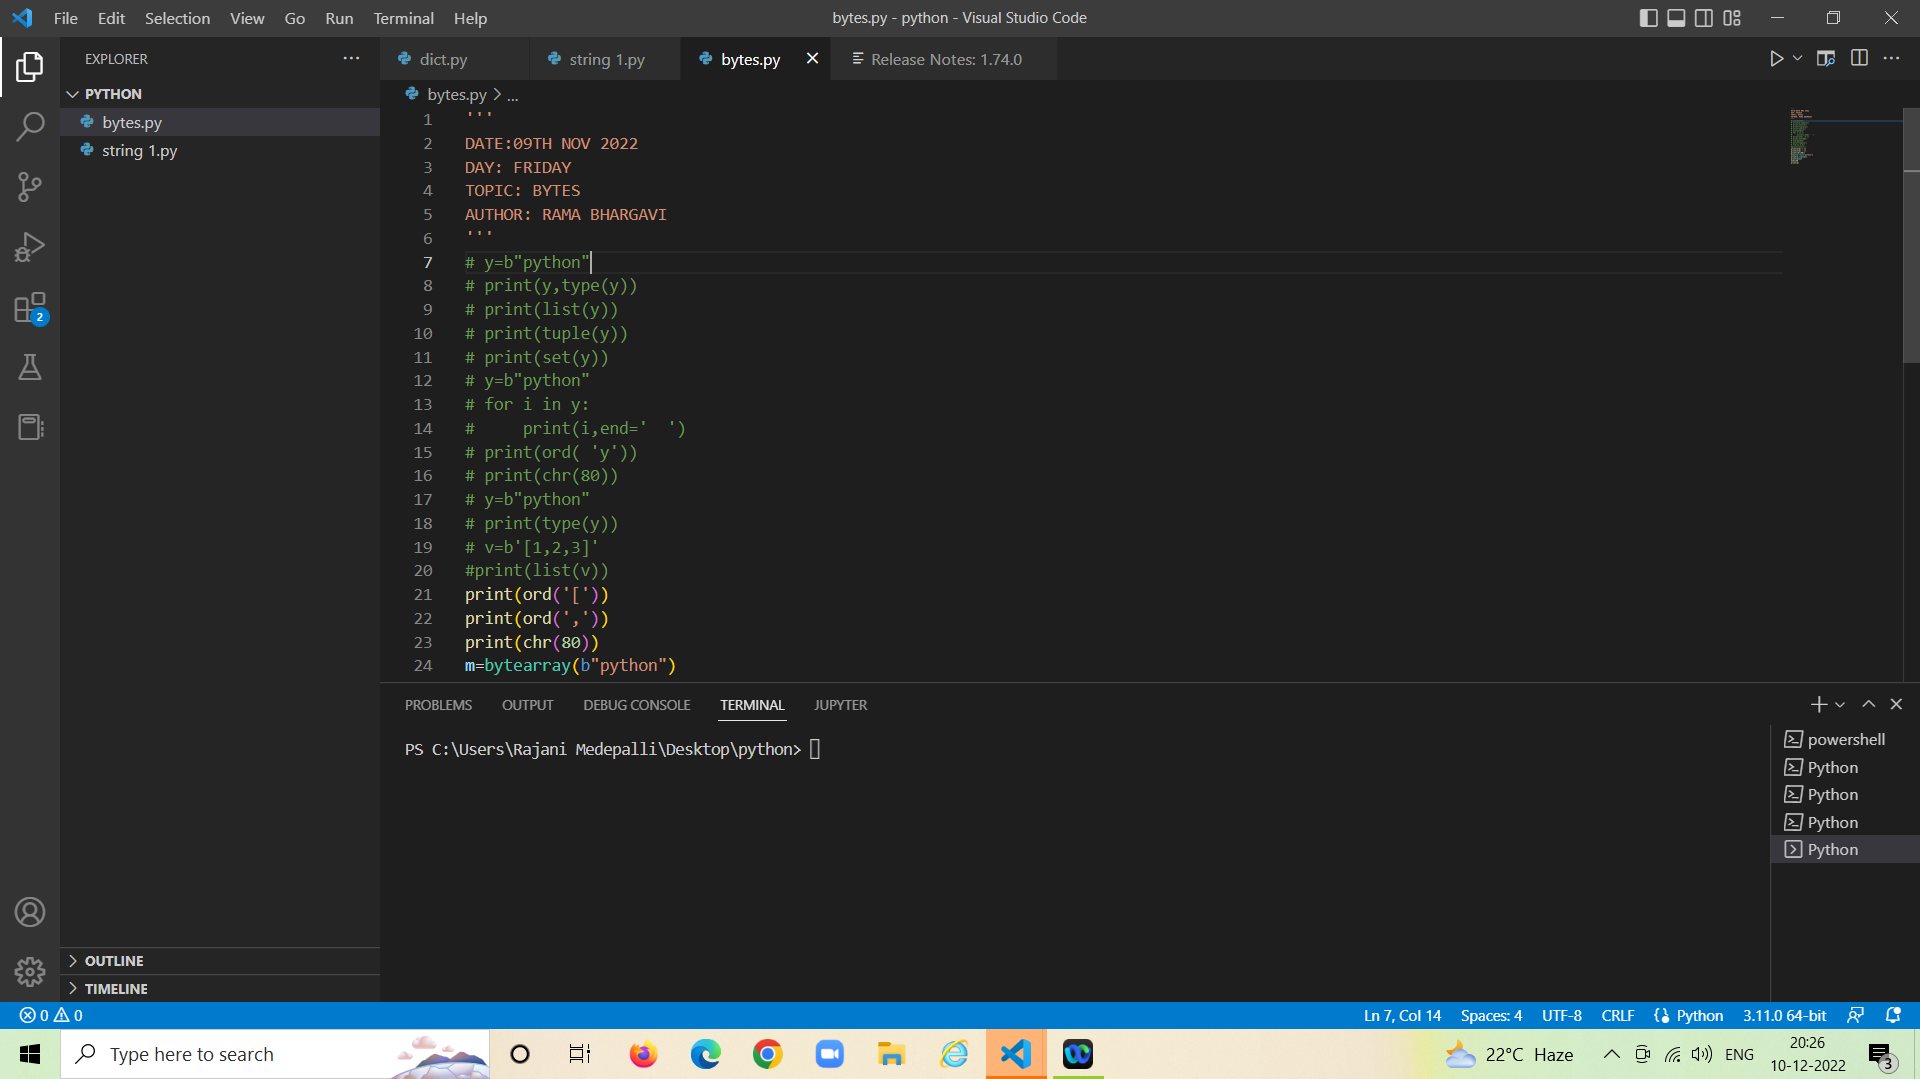 File Edit Selection View Go Run Terminal Help
bytes.py - python - Visual Studio Code
EXPLORER
dict.py
string 1.py
bytes.py
Release Notes: 1.74.0
PYTHON
bytes.py
string 1.py
bytes.py > ...
1 '''
2 DATE:09TH NOV 2022
3 DAY: FRIDAY
4 TOPIC: BYTES
5 AUTHOR: RAMA BHARGAVI
6 '''
7 # y=b"python"
8 # print(y,type(y))
9 # print(list(y))
10 # print(tuple(y))
11 # print(set(y))
12 # y=b"python"
13 # for i in y:
14 #     print(i,end='  ')
15 # print(ord( 'y'))
16 # print(chr(80))
17 # y=b"python"
18 # print(type(y))
19 # v=b'[1,2,3]'
20 #print(list(v))
21 print(ord('['))
22 print(ord(','))
23 print(chr(80))
24 m=bytearray(b"python")
2
PROBLEMS OUTPUT DEBUG CONSOLE TERMINAL JUPYTER
PS C:\Users\Rajani Medepalli\Desktop\python>
powershell
Python
Python
Python
Python
OUTLINE
TIMELINE
0 0
Ln 7, Col 14 Spaces: 4 UTF-8 CRLF Python 3.11.0 64-bit
Type here to search
22°C Haze
ENG
20:26
10-12-2022
3